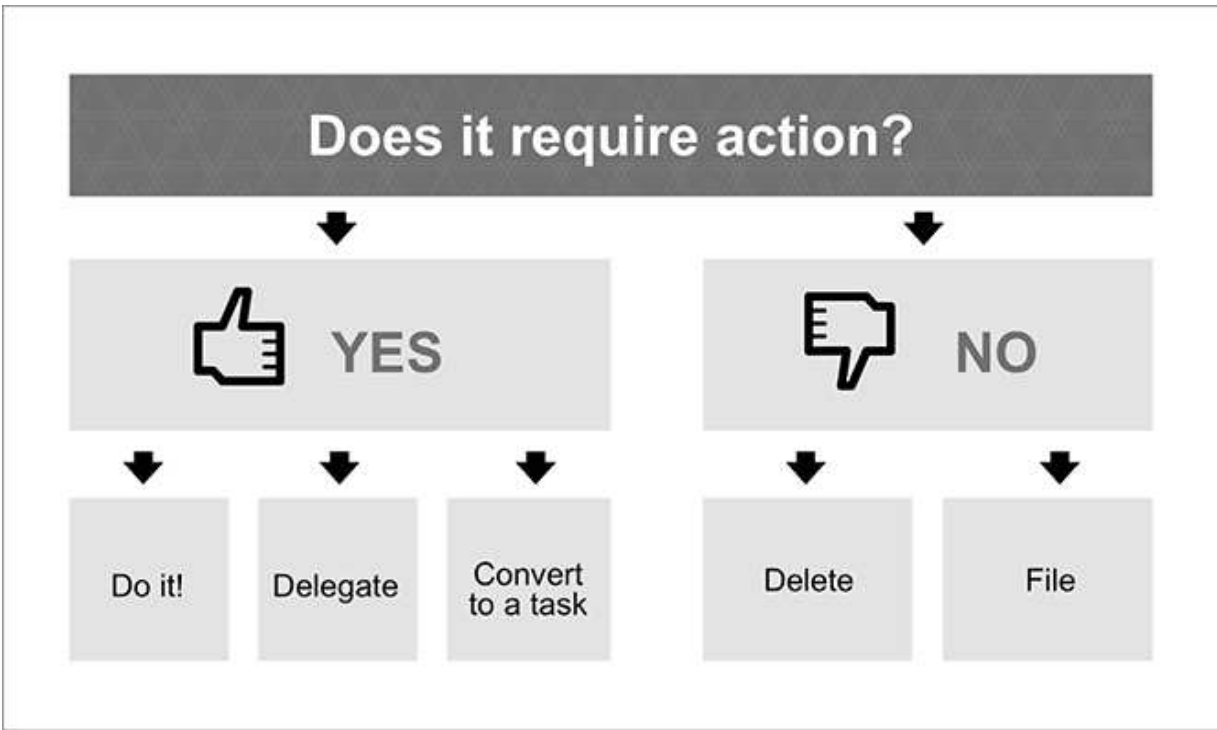 Does it require action?
YES
NO
Do it!
Delegate
Convert
to a task
Delete
File